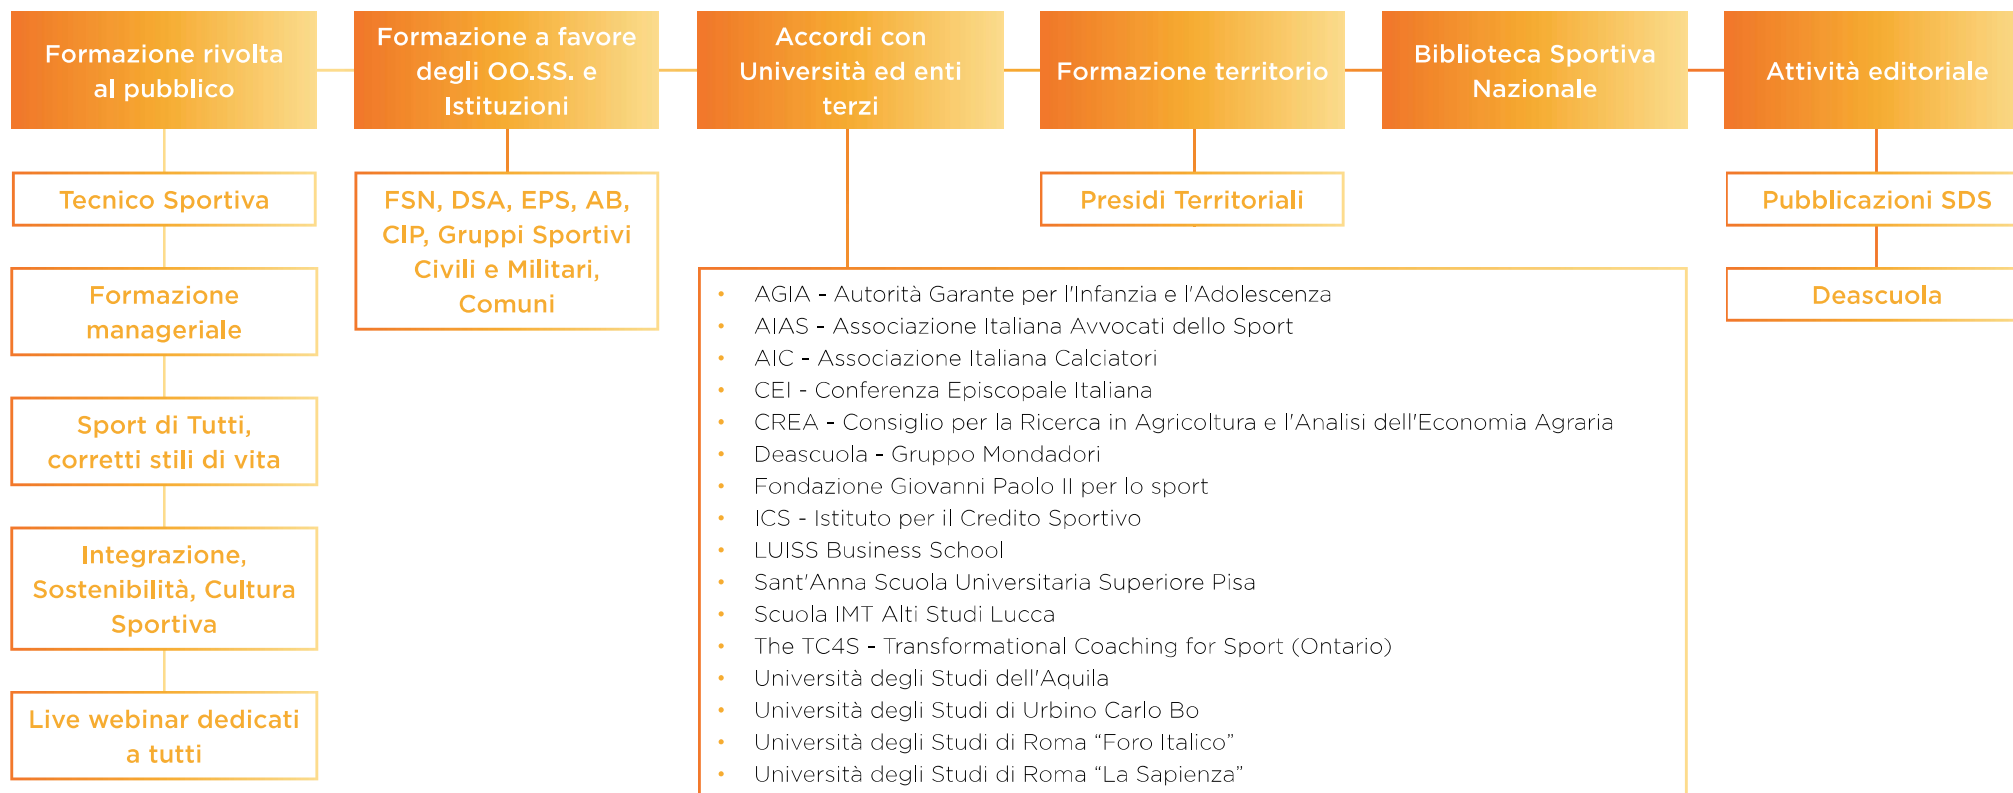 Formazione rivolta
al pubblico
Formazione a favore
degli OO.SS. e
Istituzioni
Accordi con
Università ed enti
terzi
Formazione territorio
Biblioteca Sportiva
Nazionale
Attività editoriale
Tecnico Sportiva
Formazione
manageriale
Sport di Tutti,
corretti stili di vita
Integrazione,
Sostenibilità, Cultura
Sportiva
Live webinar dedicati
a tutti
FSN, DSA, EPS, AB,
CIP, Gruppi Sportivi
Civili e Militari,
Comuni
• AGIA - Autorità Garante per l'Infanzia e l'Adolescenza
• AIAS - Associazione Italiana Avvocati dello Sport
• AIC - Associazione Italiana Calciatori
• CEI - Conferenza Episcopale Italiana
• CREA - Consiglio per la Ricerca in Agricoltura e l'Analisi dell'Economia Agraria
• Deascuola - Gruppo Mondadori
• Fondazione Giovanni Paolo II per lo sport
• ICS - Istituto per il Credito Sportivo
• LUISS Business School
• Sant'Anna Scuola Universitaria Superiore Pisa
• Scuola IMT Alti Studi Lucca
• The TC4S - Transformational Coaching for Sport (Ontario)
• Università degli Studi dell'Aquila
• Università degli Studi di Urbino Carlo Bo
• Università degli Studi di Roma “Foro Italico”
• Università degli Studi di Roma “La Sapienza”
Presidi Territoriali
Pubblicazioni SDS
Deascuola